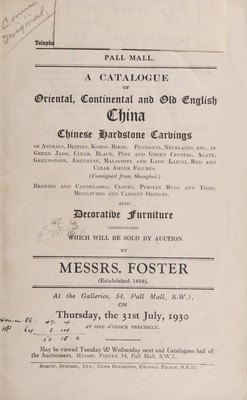 Telepho
PALL MALL.
A CATALOGUE
OF
Oriental, Continental and Old English
China
Chinese Hardstone Carvings
OF ANIMALS, DEITIES, KOROS, BIRDS, PENDANTS, NECKLACES, ETC., IN
GREEN JADE, CLEAR, BLACK, PINK AND GREEN CRYSTAL, AGATE,
GREENSTONE, AMETHYST, MALACHITE AND LAPIS LAZULI, RED AND
CLEAR AMBER FIGURES,
(Consigned from Shanghai.)
BRONZES AND CANDELABRA, CLOCKS, PERSIAN RUGS AND TILES,
MINIATURES AND CABINET OBJECTS.
ALSO
Decorative Furniture
WHICH WILL BE SOLD BY AUCTION
BY
MESSRS. FOSTER
(Established 1810),
At the Galleries, 54, Pall Mall, S.W.1,
ON
Thursday, the 31st July, 1930
AT ONE O'CLOCK PRECISELY.
May be viewed Tuesday & Wednesday next and Catalogues had of
the Auctioneers, MESSRS. FOSTER 54, Pall Mall, S.W.1.